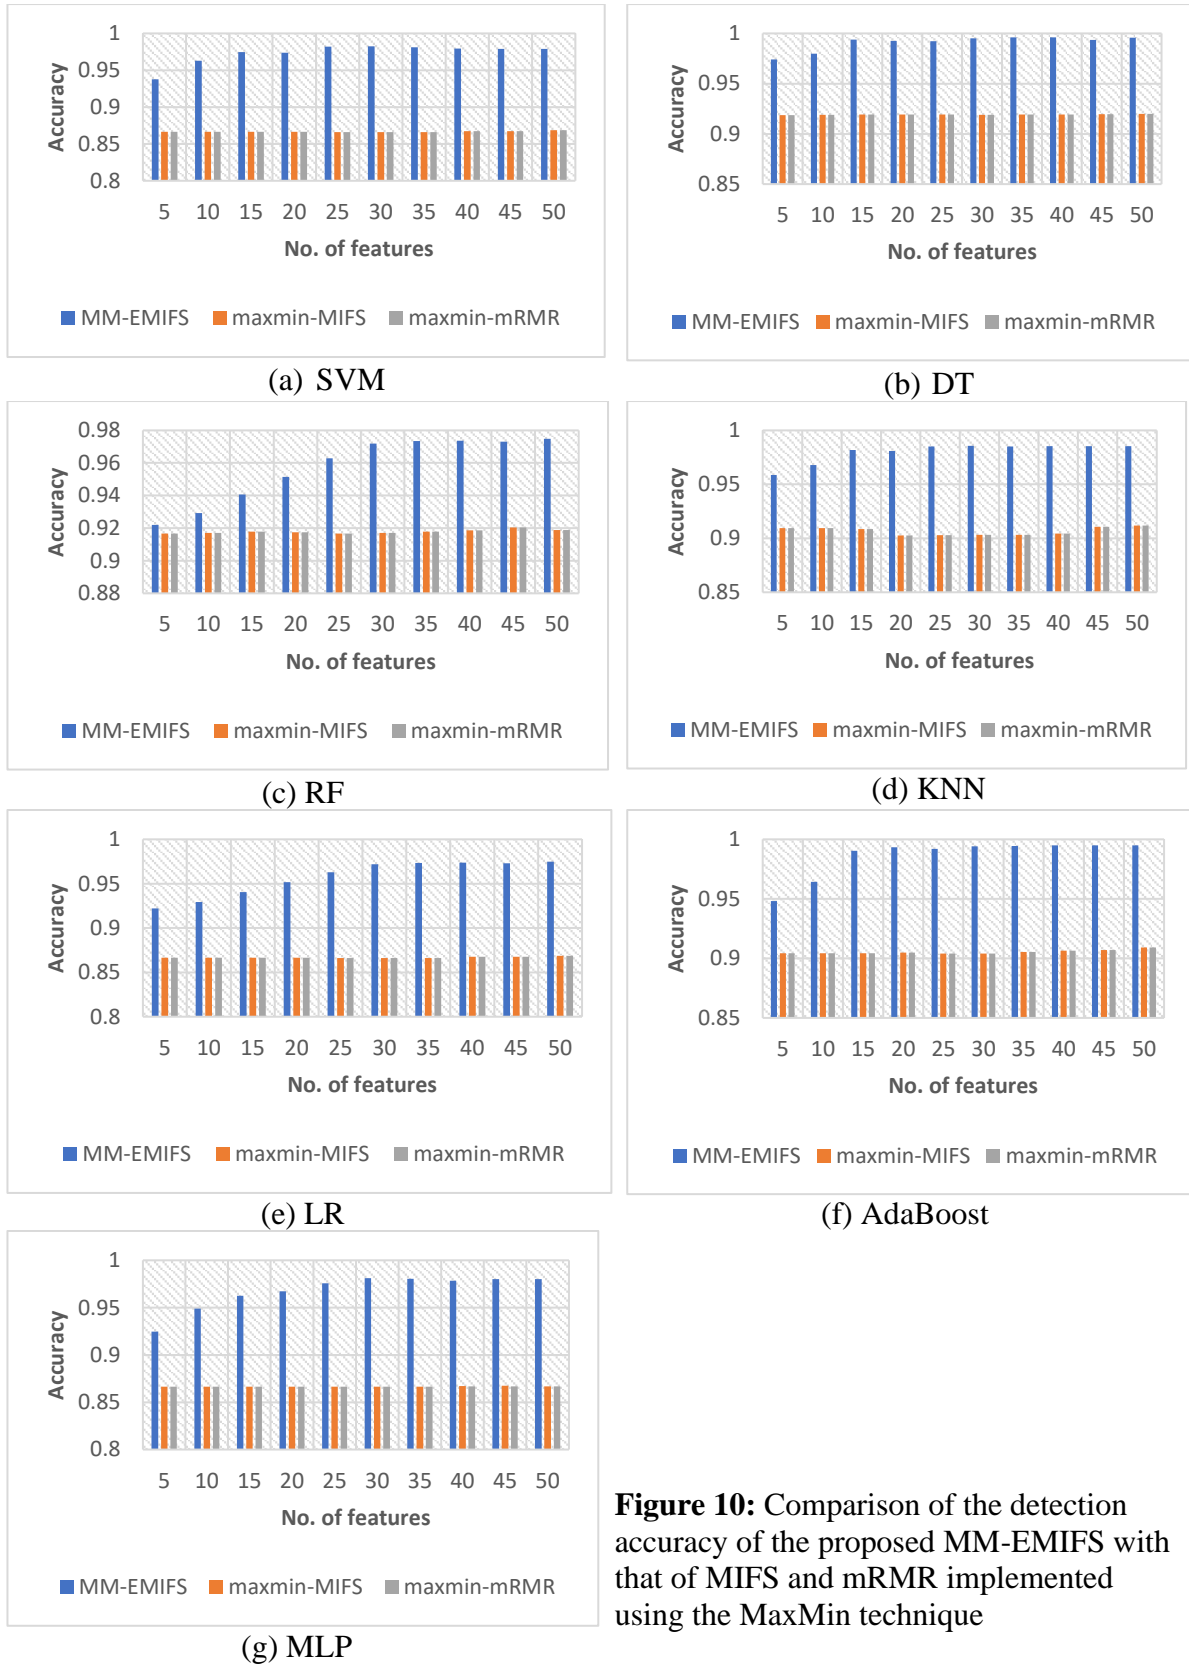 1
0.95
0.9
0.85
0.8
Accuracy
5 10 15 20 25 30 35 40 45 50
No. of features
MM-EMIFS maxmin-MIFS maxmin-mRMR
(a) SVM
1
0.95
0.9
0.85
Accuracy
5 10 15 20 25 30 35 40 45 50
No. of features
MM-EMIFS maxmin-MIFS maxmin-mRMR
(b) DT
0.98
0.96
0.94
0.92
0.9
0.88
Accuracy
5 10 15 20 25 30 35 40 45 50
No. of features
MM-EMIFS maxmin-MIFS maxmin-mRMR
(c) RF
1
0.95
0.9
0.85
Accuracy
5 10 15 20 25 30 35 40 45 50
No. of features
MM-EMIFS maxmin-MIFS maxmin-mRMR
(d) KNN
1
0.95
0.9
0.85
0.8
Accuracy
5 10 15 20 25 30 35 40 45 50
No. of features
MM-EMIFS maxmin-MIFS maxmin-mRMR
(e) LR
1
0.95
0.9
0.85
Accuracy
5 10 15 20 25 30 35 40 45 50
No. of features
MM-EMIFS maxmin-MIFS maxmin-mRMR
(f) AdaBoost
1
0.95
0.9
0.85
0.8
Accuracy
5 10 15 20 25 30 35 40 45 50
No. of features
MM-EMIFS maxmin-MIFS maxmin-mRMR
(g) MLP
Figure 10: Comparison of the detection
accuracy of the proposed MM-EMIFS with
that of MIFS and mRMR implemented
using the MaxMin technique